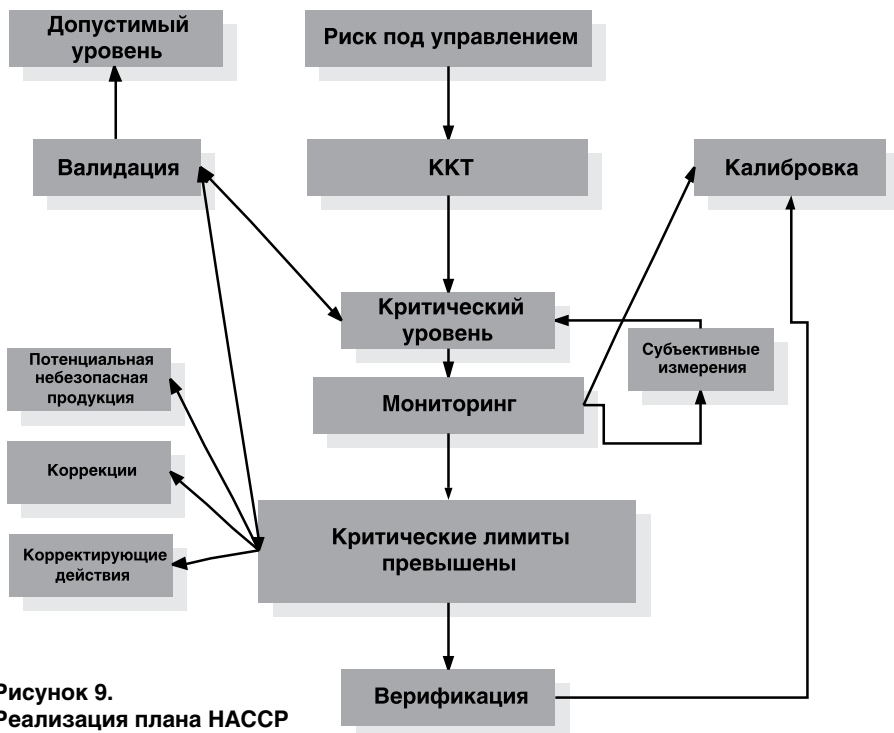 Допустимый
уровень
Риск под управлением
Валидация
ККТ
Калибровка
Критический
уровень
Субъективные
измерения
Потенциальная
небезопасная
продукция
Мониторинг
Коррекции
Критические лимиты
превышены
Корректирующие
действия
Верификация
Рисунок 9.
Реализация плана НАССР